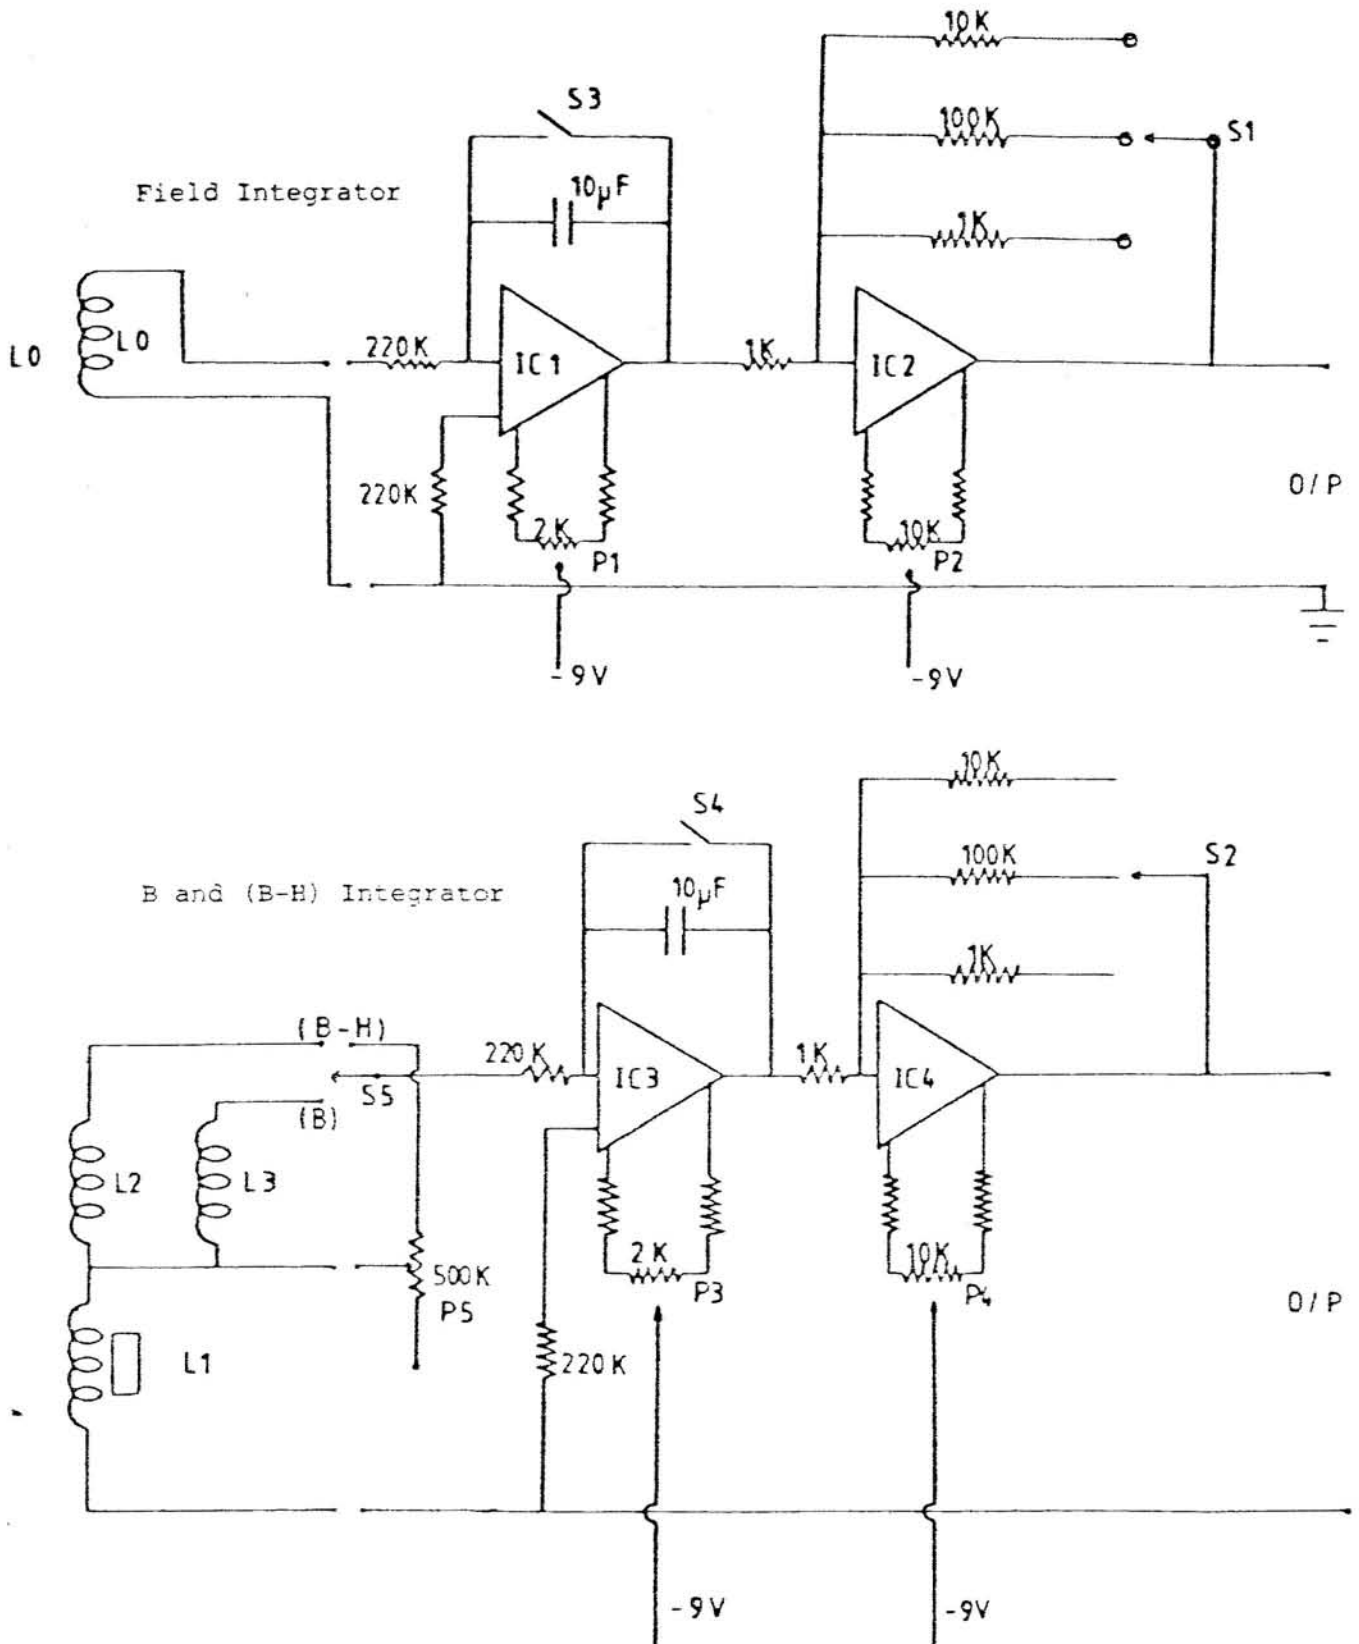 10K
S3
100K
S1
Field Integrator
10µF
1K
L0
L0
220K
IC1
1K
IC2
220K
2K
P1
10K
P2
O/P
-9V
-9V
10K
S4
100K
S2
B and (B-H) Integrator
10µF
1K
(B-H)
220K
IC3
1K
IC4
S5
(B)
L2
L3
500K
P5
2K
P3
10K
P4
O/P
L1
220K
-9V
-9V